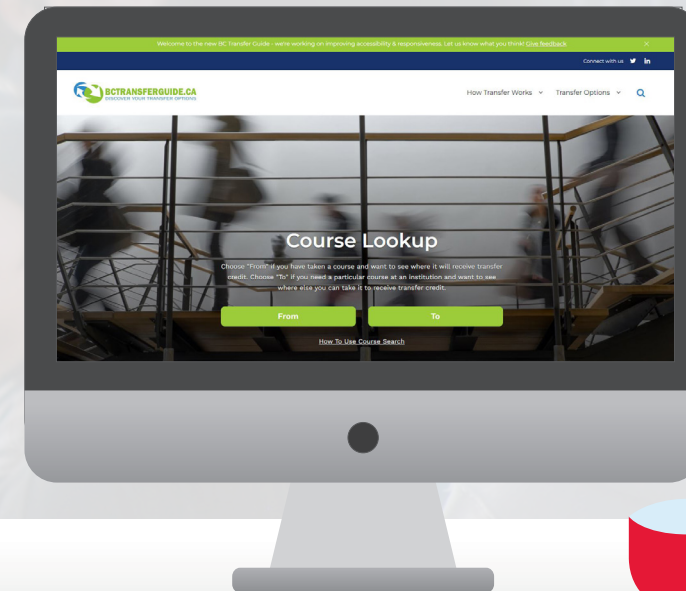 Welcome to the new BC Transfer Guide - we're working on improving accessibility & responsiveness. Let us know what you think! Give feedback
Connect with us
BCTRANSFERGUIDE.CA
DISCOVER YOUR TRANSFER OPTIONS
How Transfer Works
Transfer Options
Course Lookup
Choose "From" if you have taken a course and want to see where it will receive transfer
credit. Choose "To" if you need a particular course at an institution and want to see
where else you can take it to receive transfer credit.
From
To
How To Use Course Search